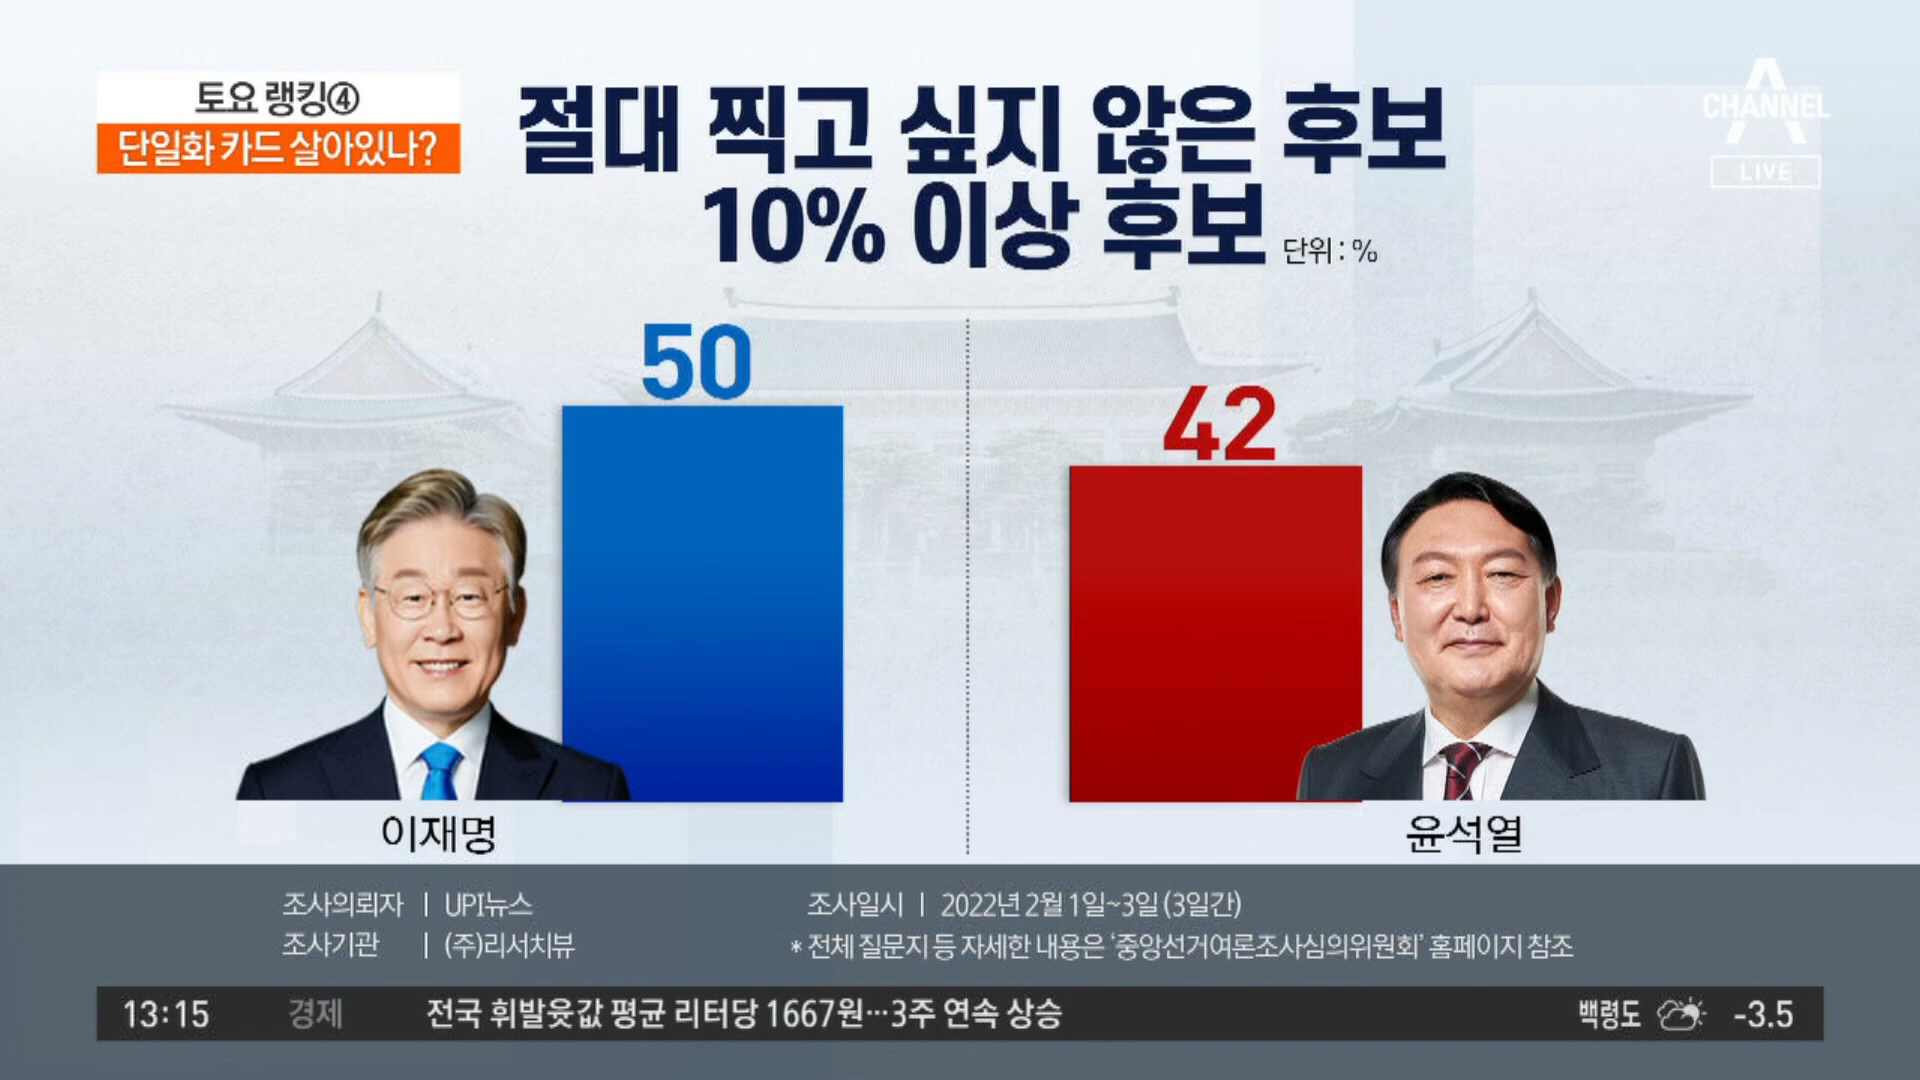 토요 랭킹④
단일화 카드 살아있나?
절대 찍고 싶지 않은 후보
10% 이상 후보 단위 : %
CHANNEL A
LIVE
50
42
이재명
윤석열
조사의뢰자 | UPI뉴스
조사기관 | (주)리서치뷰
조사일시 | 2022년 2월 1일~3일 (3일간)
* 전체 질문지 등 자세한 내용은 ‘중앙선거여론조사심의위원회’ 홈페이지 참조
13:15 경제 전국 휘발윳값 평균 리터당 1667원…3주 연속 상승 백령도 -3.5